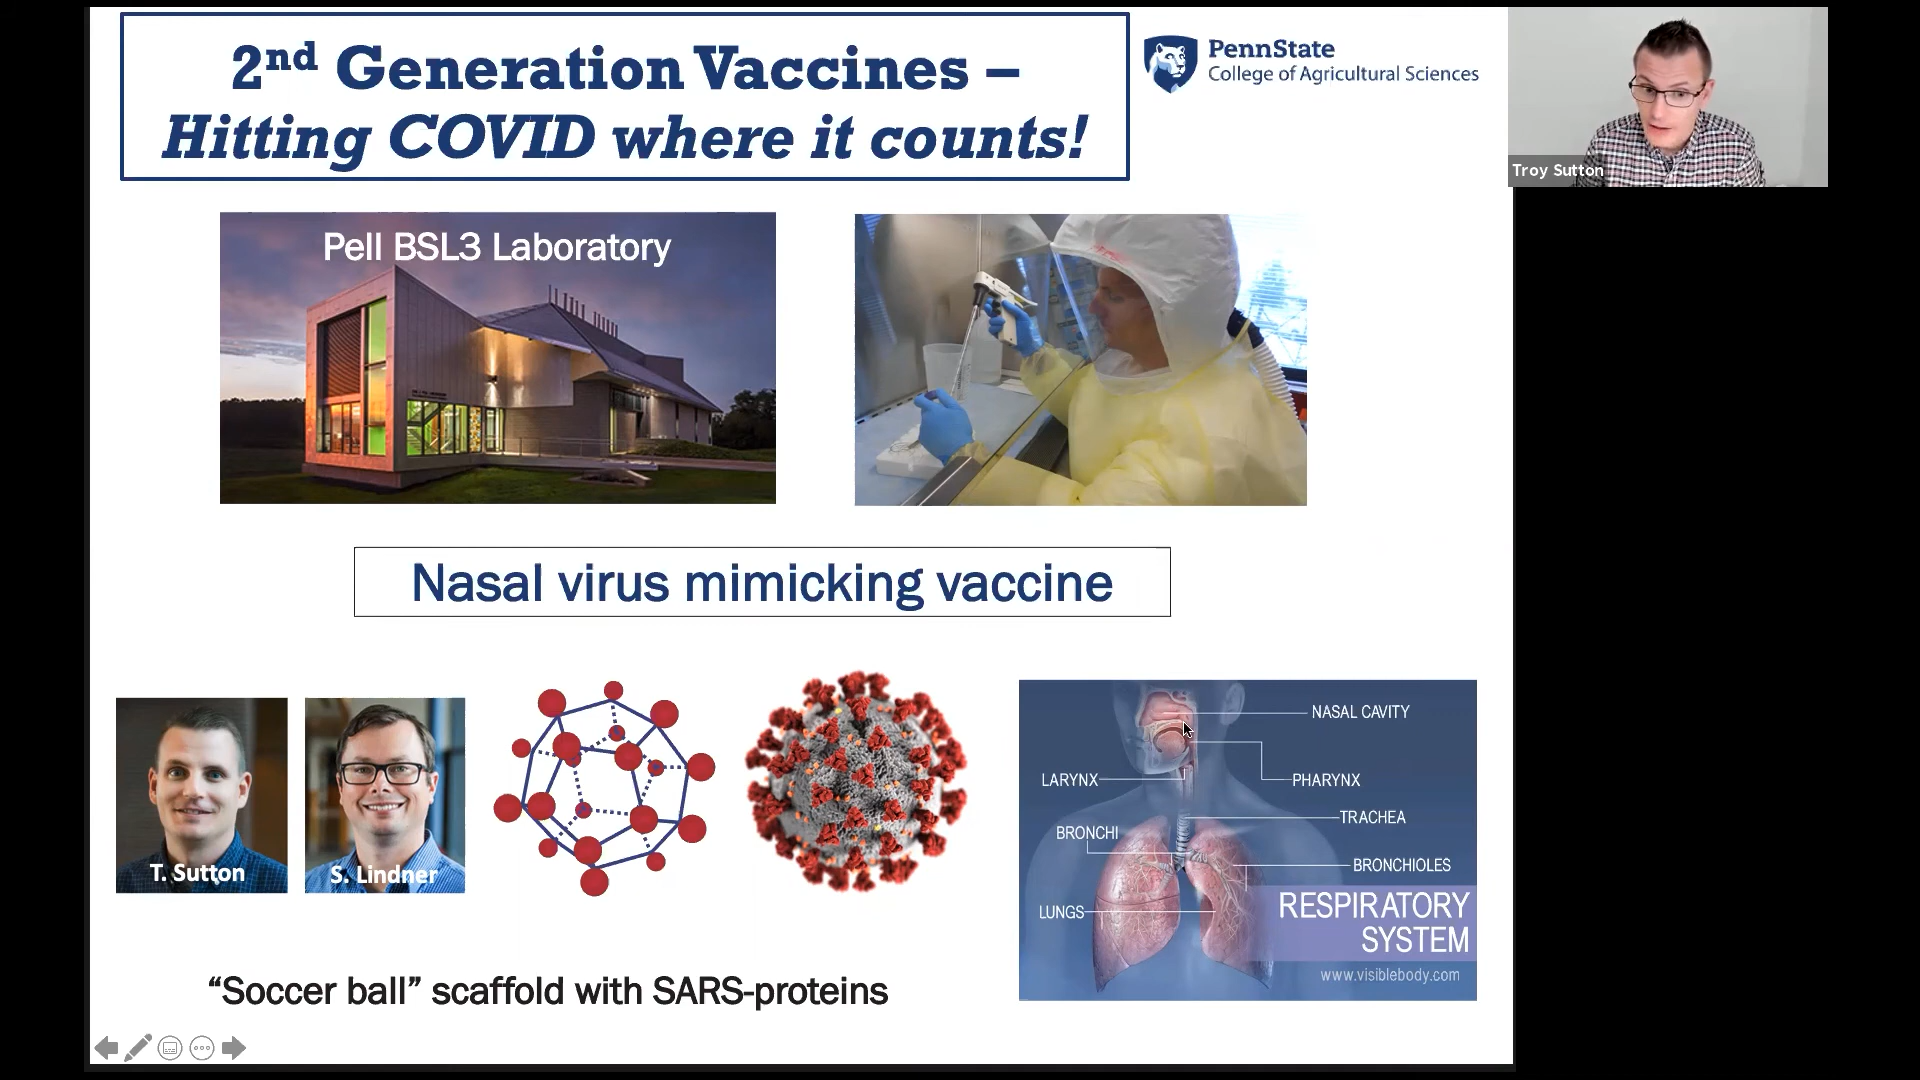 2nd Generation Vaccines –
Hitting COVID where it counts!
PennState
College of Agricultural Sciences
Troy Sutton
Pell BSL3 Laboratory
Nasal virus mimicking vaccine
T. Sutton
S. Lindner
NASAL CAVITY
LARYNX
PHARYNX
TRACHEA
BRONCHI
BRONCHIOLES
LUNGS
RESPIRATORY
SYSTEM
www.visiblebody.com
“Soccer ball” scaffold with SARS-proteins